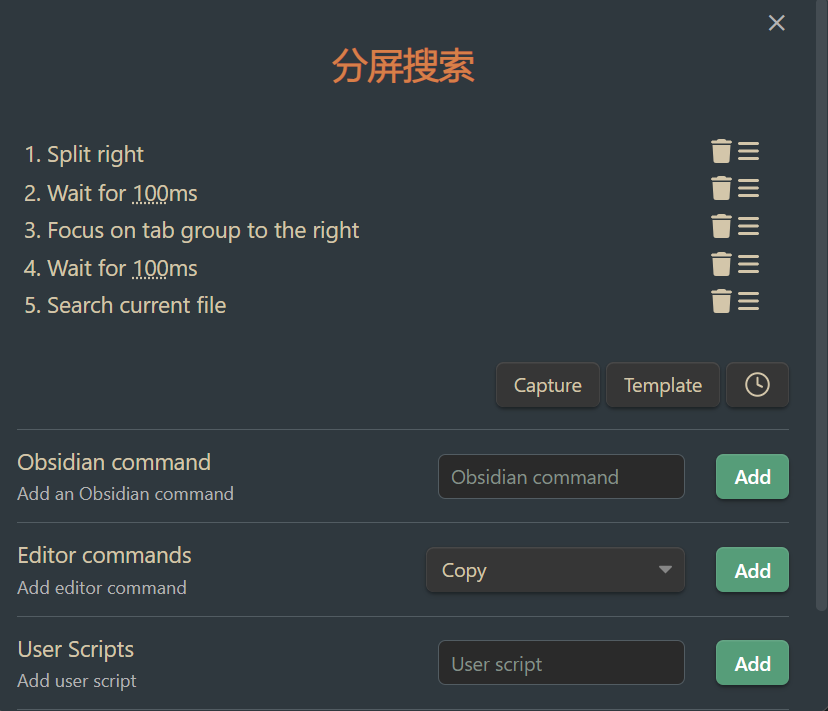 分屏搜索
1. Split right
2. Wait for 100ms
3. Focus on tab group to the right
4. Wait for 100ms
5. Search current file
Capture Template
Obsidian command
Add an Obsidian command
Obsidian command Add
Editor commands
Add editor command
Copy Add
User Scripts
Add user script
User script Add